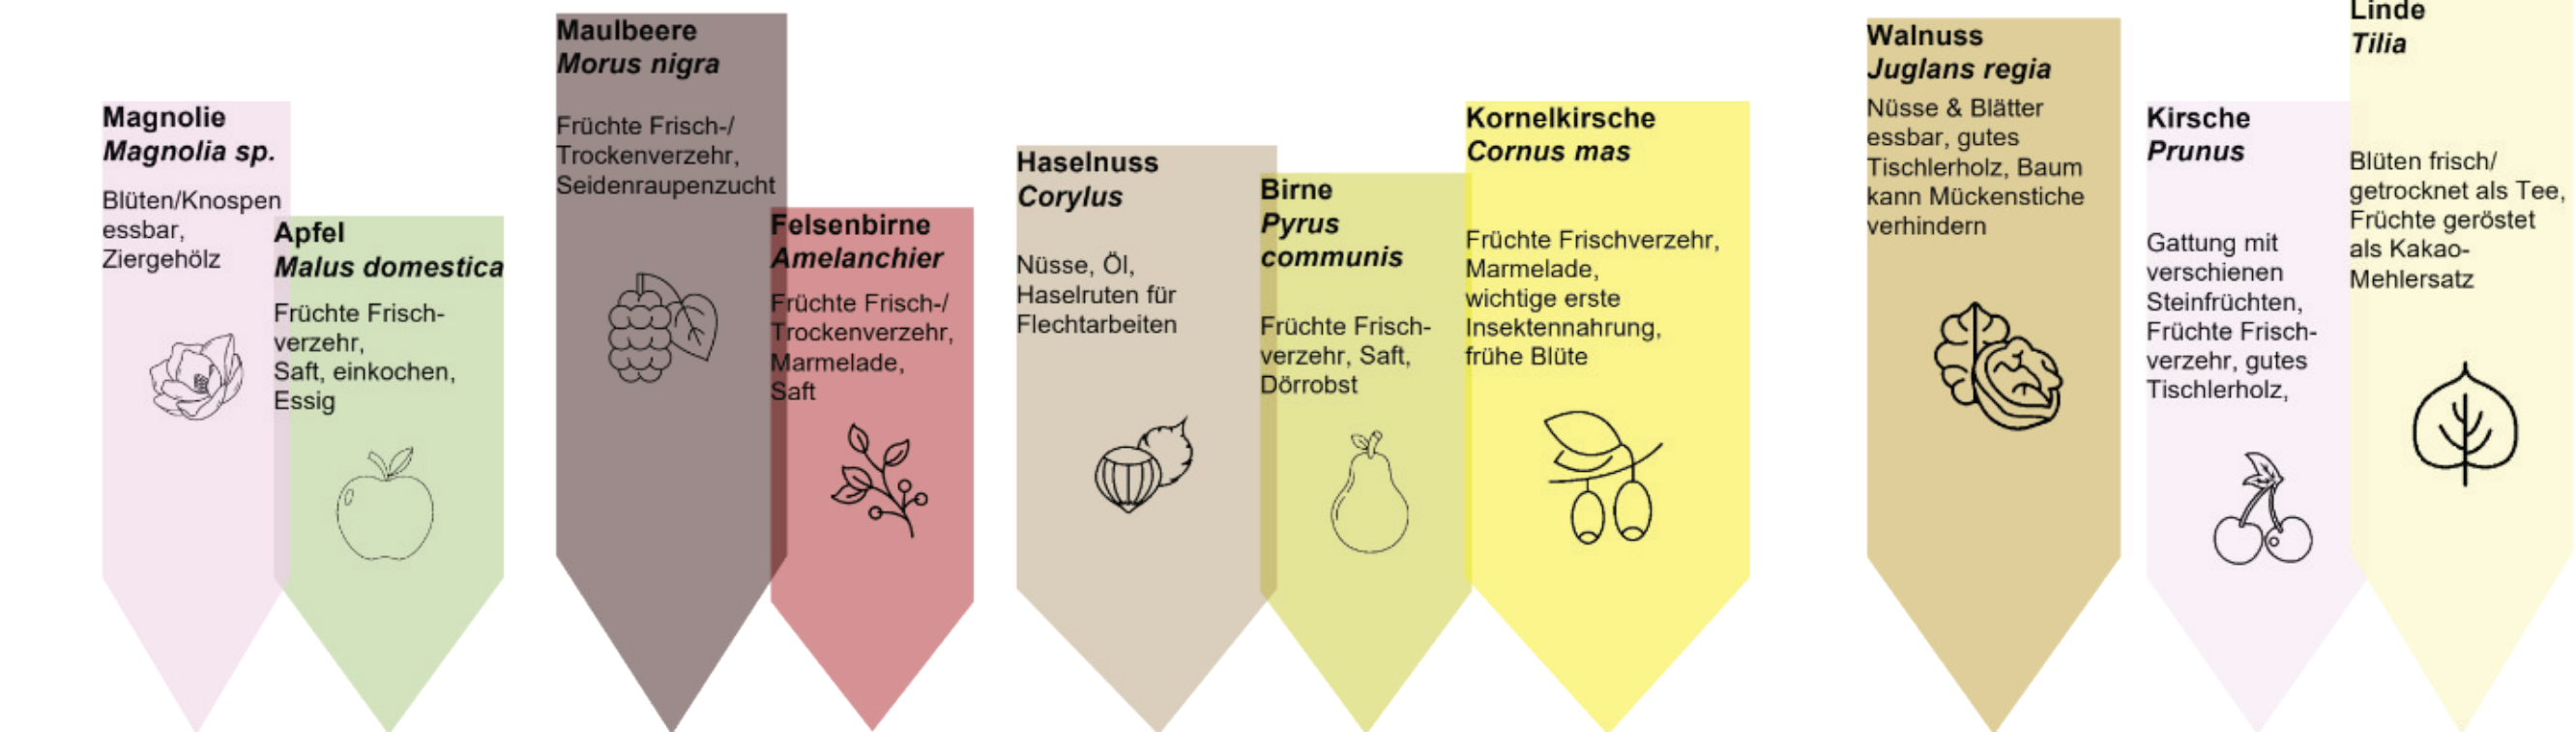 Magnolie
Magnolia sp.
Blüten/Knospen
essbar,
Ziergehölz
Apfel
Malus domestica
Früchte Frisch-
verzehr,
Saft, einkochen,
Essig
Maulbeere
Morus nigra
Früchte Frisch-/
Trockenverzehr,
Seidenraupenzucht
Felsenbirne
Amelanchier
Früchte Frisch-/
Trockenverzehr,
Marmelade,
Saft
Haselnuss
Corylus
Nüsse, Öl,
Haselruten für
Flechtarbeiten
Birne
Pyrus
communis
Früchte Frisch-
verzehr, Saft,
Dörrobst
Kornelkirsche
Cornus mas
Früchte Frischverzehr,
Marmelade,
wichtige erste
Insektennahrung,
frühe Blüte
Walnuss
Juglans regia
Nüsse & Blätter
essbar, gutes
Tischlerholz, Baum
kann Mückenstiche
verhindern
Kirsche
Prunus
Gattung mit
verschienen
Steinfrüchten,
Früchte Frisch-
verzehr, gutes
Tischlerholz,
Linde
Tilia
Blüten frisch/
getrocknet als Tee,
Früchte geröstet
als Kakao-
Mehlersatz